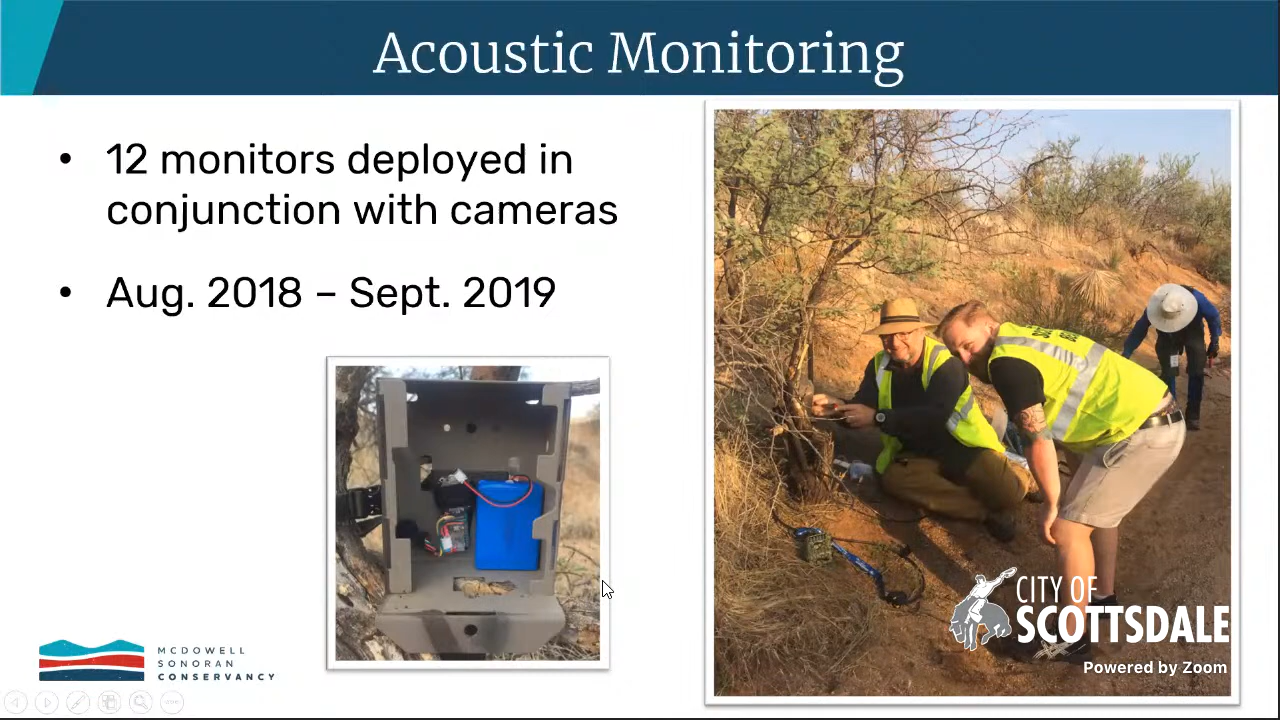 Acoustic Monitoring
• 12 monitors deployed in
conjunction with cameras
• Aug. 2018 – Sept. 2019
MCDOWELL
SONORAN
CONSERVANCY
CITY OF
SCOTTSDALE
Powered by Zoom